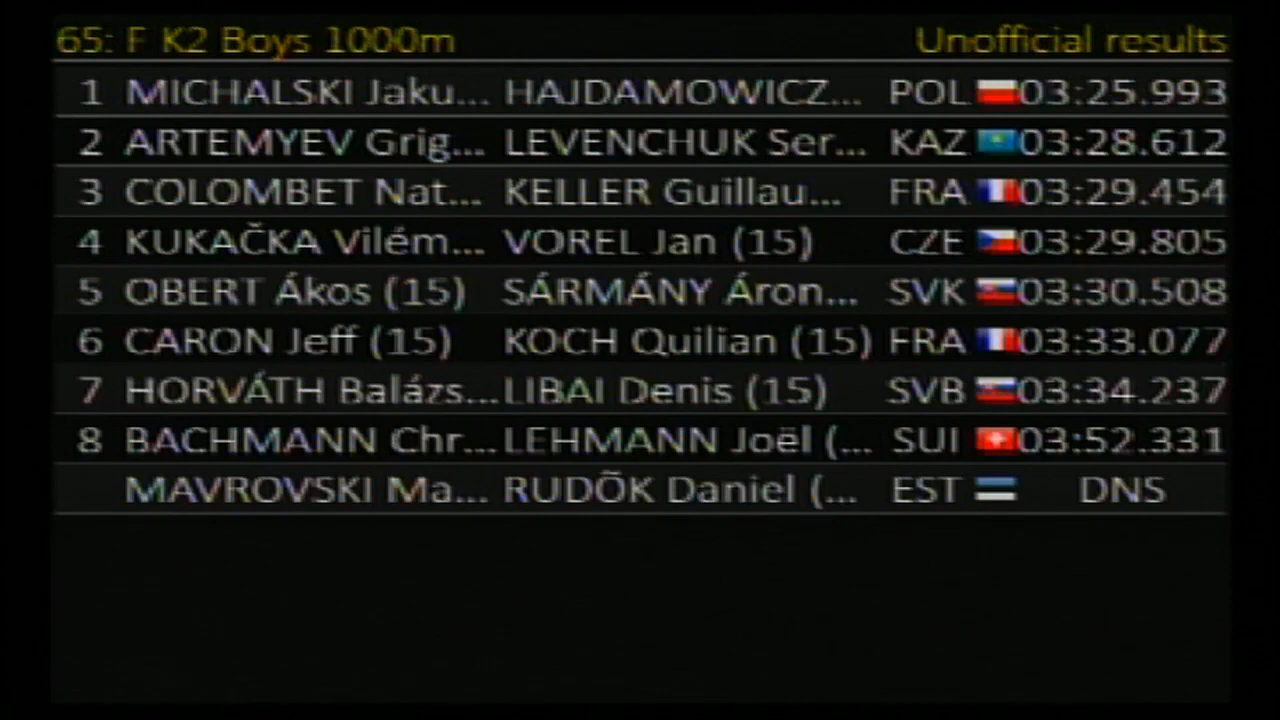 65: F K2 Boys 1000m Unofficial results
1 MICHALSKI Jaku... HAJDAMOWICZ... POL 03:25.993
2 ARTEMYEV Grig... LEVENCHUK Ser... KAZ 03:28.612
3 COLOMBET Nat... KELLER Guillau... FRA 03:29.454
4 KUKAČKA Vilém... VOREL Jan (15) CZE 03:29.805
5 OBERT Ákos (15) SÁRMÁNY Áron... SVK 03:30.508
6 CARON Jeff (15) KOCH Quilian (15) FRA 03:33.077
7 HORVÁTH Balázs... LIBAI Denis (15) SVB 03:34.237
8 BACHMANN Chr... LEHMANN Joël (... SUI 03:52.331
MAVROVSKI Ma... RUDÕK Daniel (... EST DNS